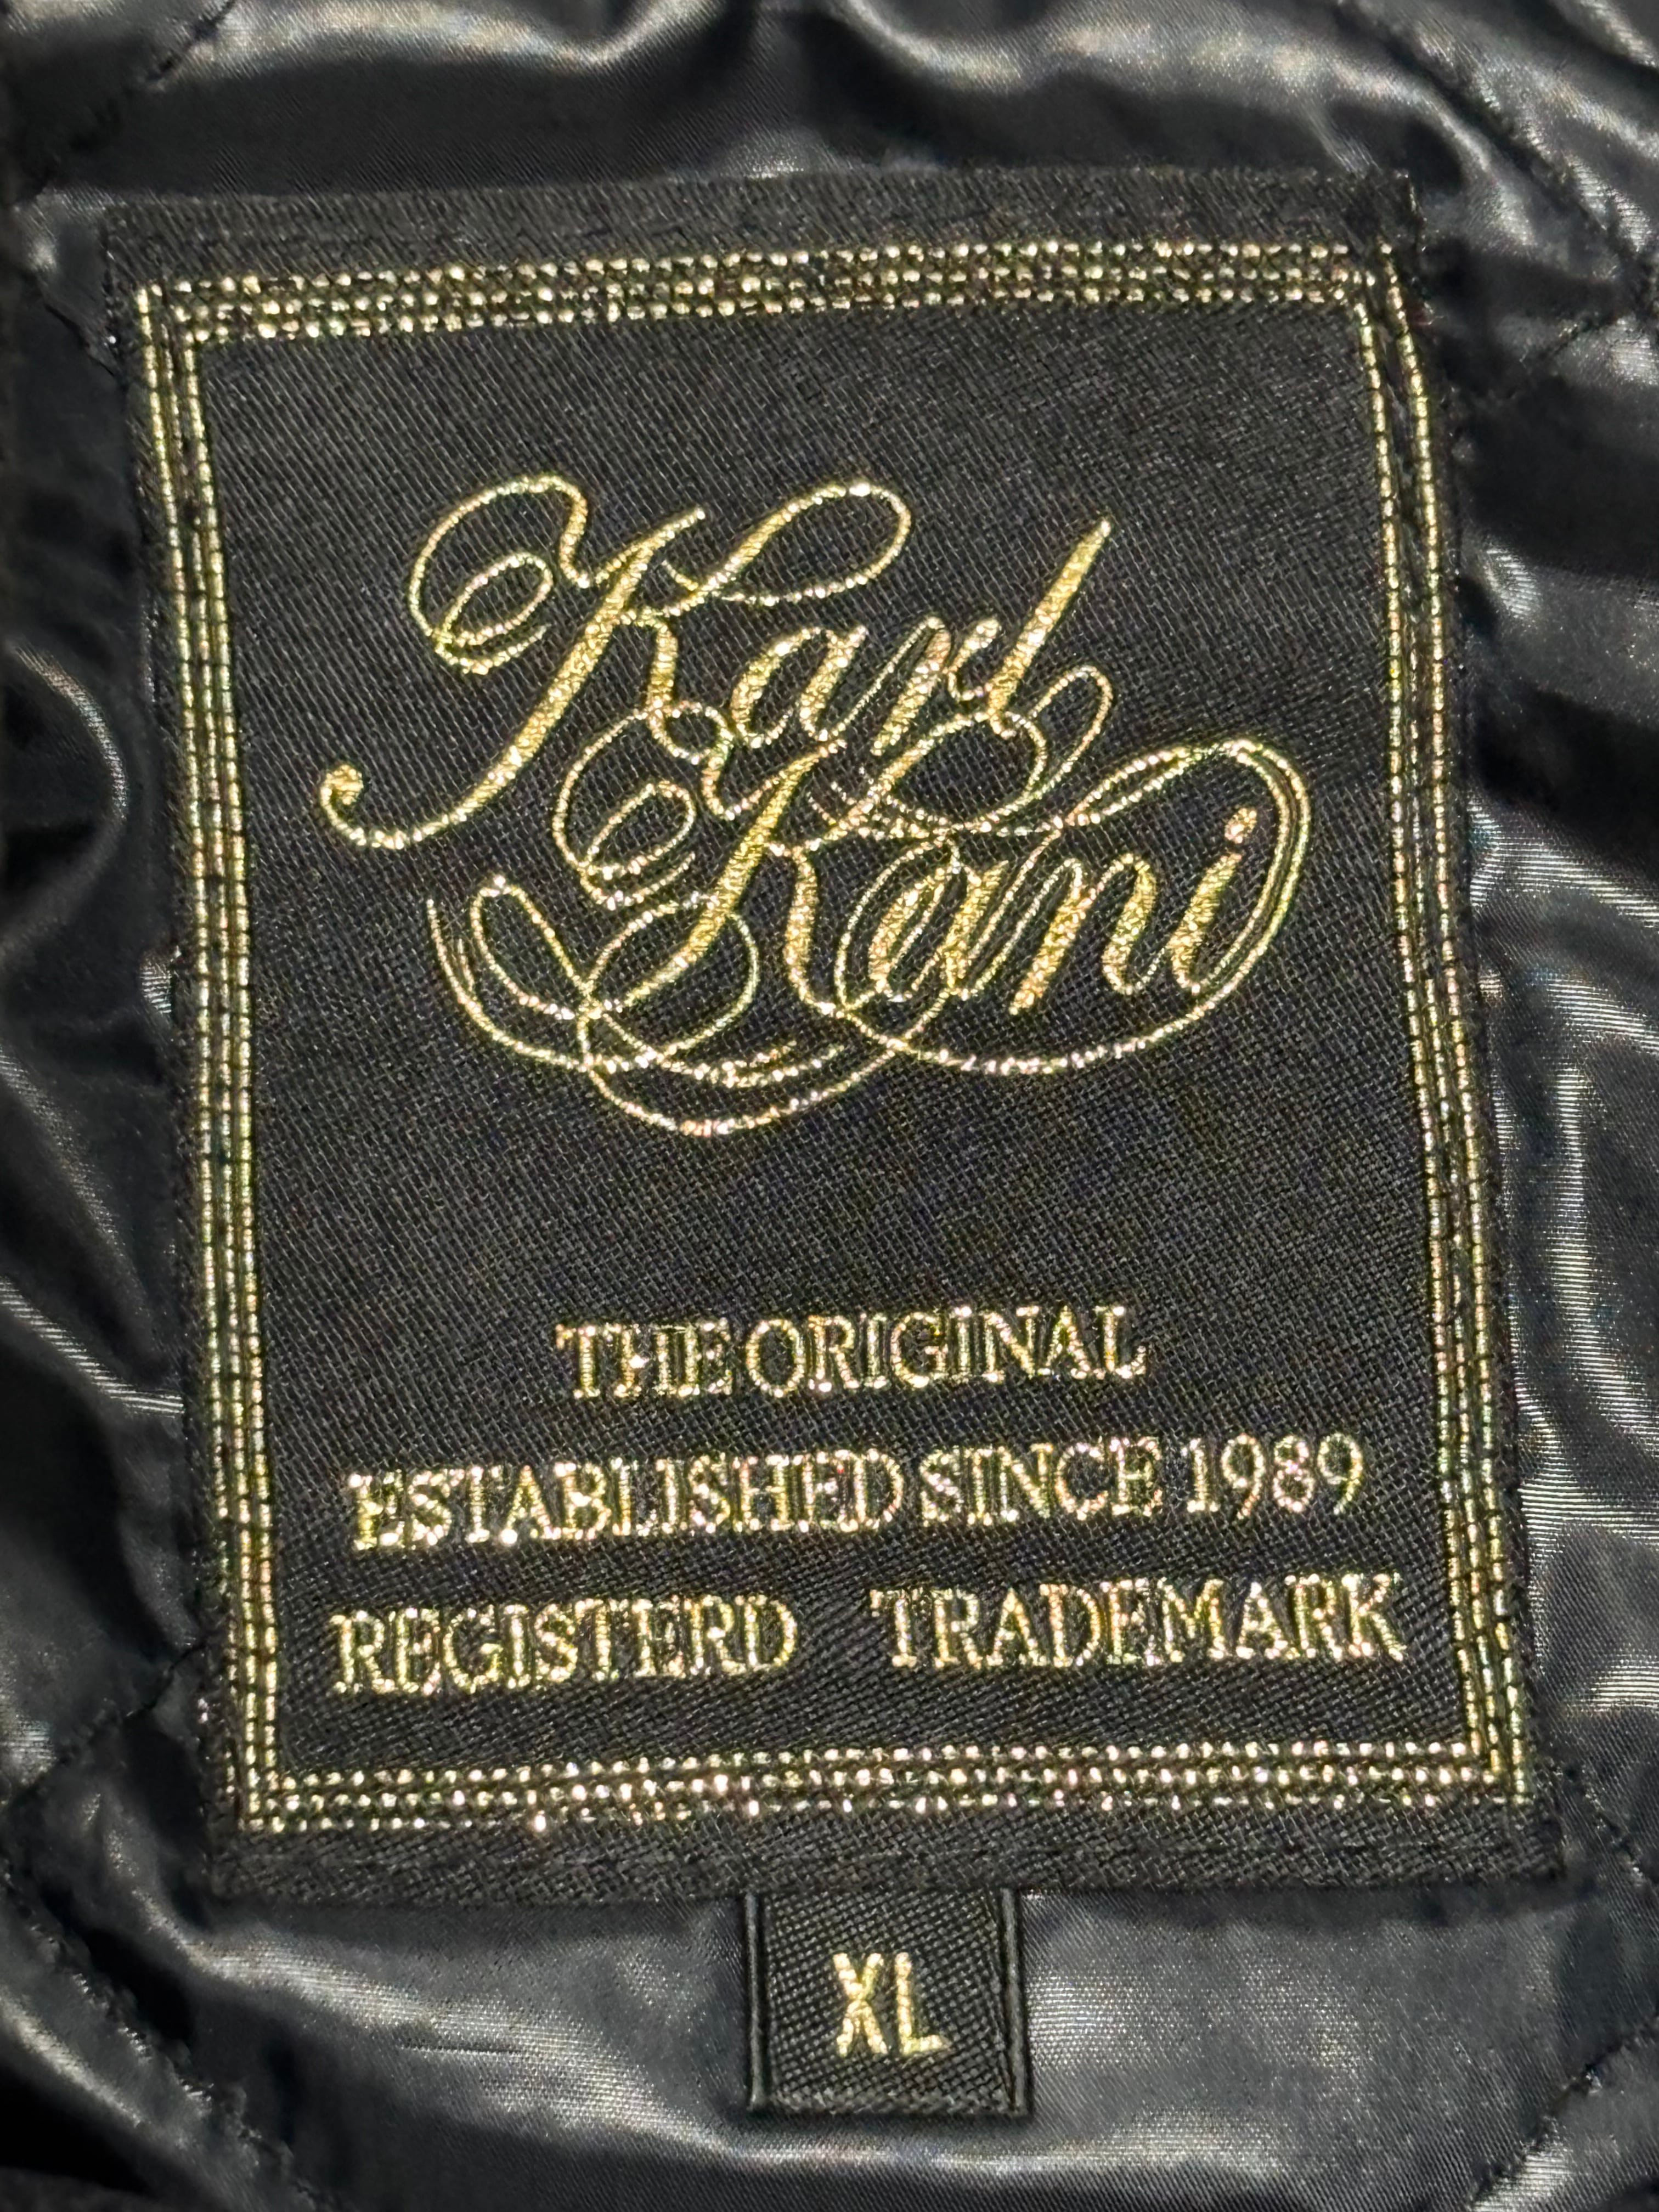 Karl
Kani
THE ORIGINAL
ESTABLISHED SINCE 1989
REGISTERD TRADEMARK
XL